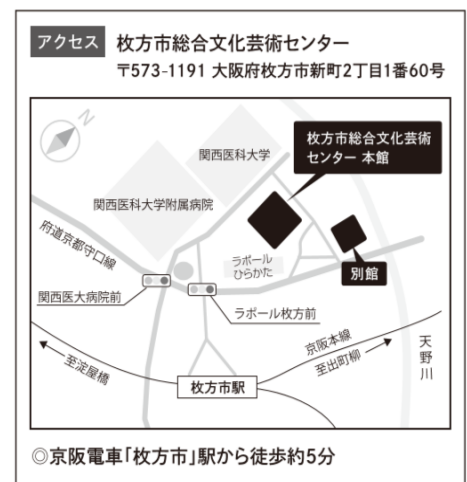 アクセス 枚方市総合文化芸術センター
〒573-1191 大阪府枚方市新町2丁目1番60号
N
枚方市総合文化芸術
センター 本館
関西医科大学
関西医科大学附属病院
府道京都守口線
ラポール
ひらかた
別館
関西医大病院前
ラポール枚方前
京阪本線
至出町柳
天野川
至淀屋橋
枚方市駅
◎京阪電車「枚方市」駅から徒歩約5分